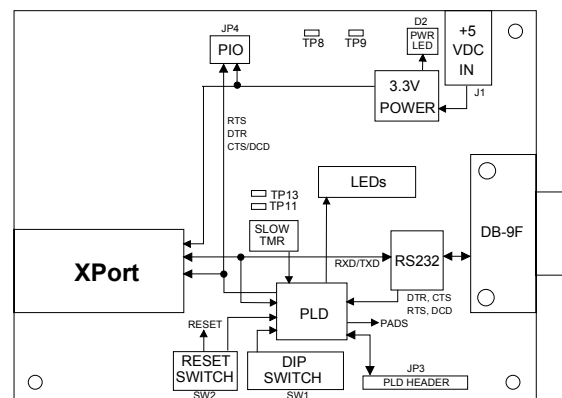 JP4
PIO
TP8
TP9
D2
PWR
LED
+5
VDC
IN
J1
3.3V
POWER
RTS
DTR
CTS/DCD
LEDs
TP13
TP11
SLOW
TMR
DB-9F
XPort
RXD/TXD
RS232
DTR, CTS
RTS, DCD
PLD
PADS
RESET
RESET
SWITCH
SW2
DIP
SWITCH
SW1
JP3
PLD HEADER